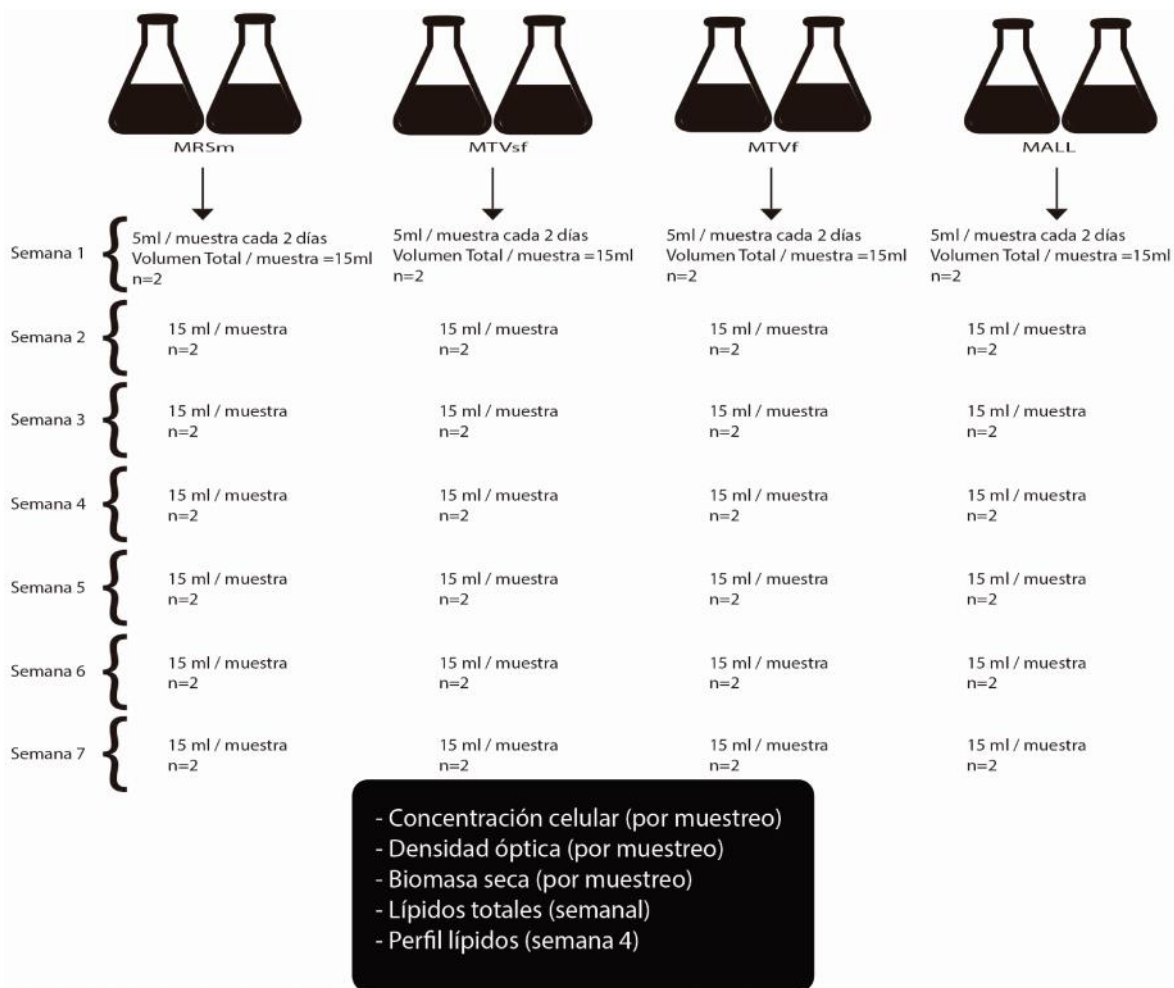 MRSm MTVsf MTVf MALL
Semana 1
5ml / muestra cada 2 días
Volumen Total / muestra =15ml
n=2
5ml / muestra cada 2 días
Volumen Total / muestra =15ml
n=2
5ml / muestra cada 2 días
Volumen Total / muestra =15ml
n=2
5ml / muestra cada 2 días
Volumen Total / muestra =15ml
n=2
Semana 2
15 ml / muestra
n=2
15 ml / muestra
n=2
15 ml / muestra
n=2
15 ml / muestra
n=2
Semana 3
15 ml / muestra
n=2
15 ml / muestra
n=2
15 ml / muestra
n=2
15 ml / muestra
n=2
Semana 4
15 ml / muestra
n=2
15 ml / muestra
n=2
15 ml / muestra
n=2
15 ml / muestra
n=2
Semana 5
15 ml / muestra
n=2
15 ml / muestra
n=2
15 ml / muestra
n=2
15 ml / muestra
n=2
Semana 6
15 ml / muestra
n=2
15 ml / muestra
n=2
15 ml / muestra
n=2
15 ml / muestra
n=2
Semana 7
15 ml / muestra
n=2
15 ml / muestra
n=2
15 ml / muestra
n=2
15 ml / muestra
n=2
- Concentración celular (por muestreo)
- Densidad óptica (por muestreo)
- Biomasa seca (por muestreo)
- Lípidos totales (semanal)
- Perfil lípidos (semana 4)